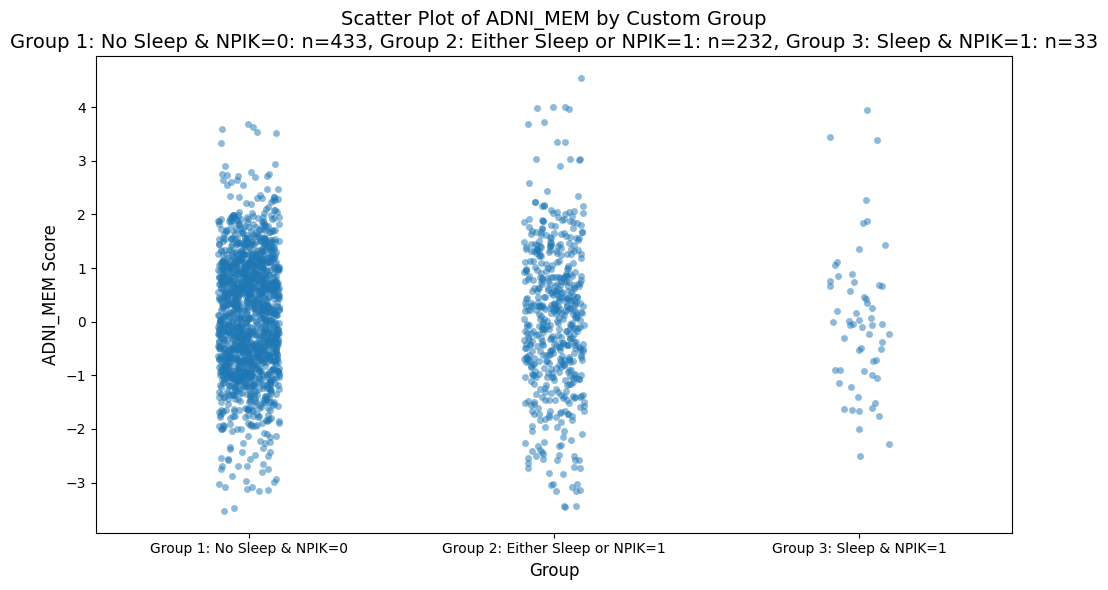 Scatter Plot of ADNI_MEM by Custom Group
Group 1: No Sleep & NPIK=0: n=433, Group 2: Either Sleep or NPIK=1: n=232, Group 3: Sleep & NPIK=1: n=33
ADNI_MEM Score
4
3
2
1
0
−1
−2
−3
Group 1: No Sleep & NPIK=0
Group 2: Either Sleep or NPIK=1
Group 3: Sleep & NPIK=1
Group